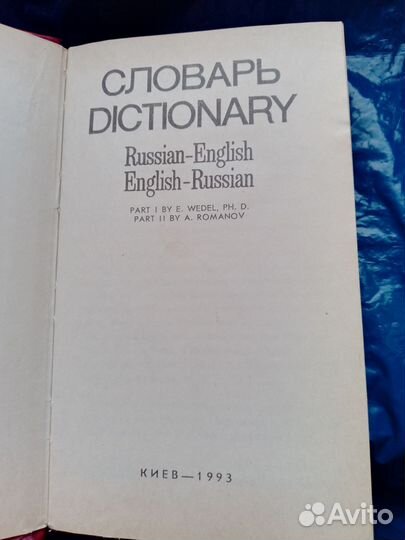 СЛОВАРЬ
DICTIONARY
Russian-English
English-Russian
PART I BY E. WEDEL, PH. D.
PART II BY A. ROMANOV
КИЕВ—1993
Avito